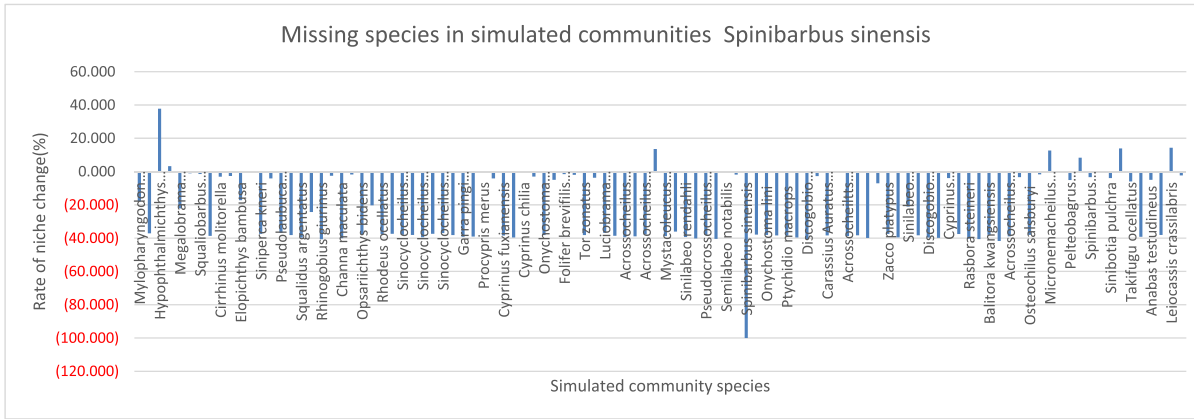 Missing species in simulated communities  Spinibarbus sinensis
Rate of niche change(%)
60.000
40.000
20.000
0.000
(20.000)
(40.000)
(60.000)
(80.000)
(100.000)
(120.000)
Mylopharyngodon…
Hypophthalmichthys…
Megalobrama…
Squaliobarbus…
Cirrhinus molitorella
Elopichthys bambusa
Siniperca kneri
Pseudolaubuca…
Squalidus argentatus
Rhinogobius giurinus
Channa maculata
Opsariichthys bidens
Rhodeus ocellatus
Sinocyclocheilus…
Sinocyclocheilus…
Sinocyclocheilus…
Garra pingi…
Procypris merus
Cyprinus fuxianensis
Cyprinus chilia
Onychostoma…
Folifer brevifilis…
Tor zonatus
Luciobrama…
Acrossocheilus…
Acrossocheilus…
Mystacoleucus…
Sinilabeo rendahli
Pseudocrossocheilus…
Semilabeo notabilis
Spinibarbus sinensis
Onychostoma lini
Ptychidio macrops
Discogobio…
Carassius Auratus
Acrossocheilts…
Zacco platypus
Sinilabeo…
Discogobio…
Cyprinus…
Rasbora steineri
Balitora kwangsiensis
Acrossocheilus…
Osteochilus salsburyi
Micronemacheilus…
Pelteobagrus…
Spinibarbus…
Sinibotia pulchra
Takifugu ocellatus
Anabas testudineus
Leiocassis crassilabris
Simulated community species